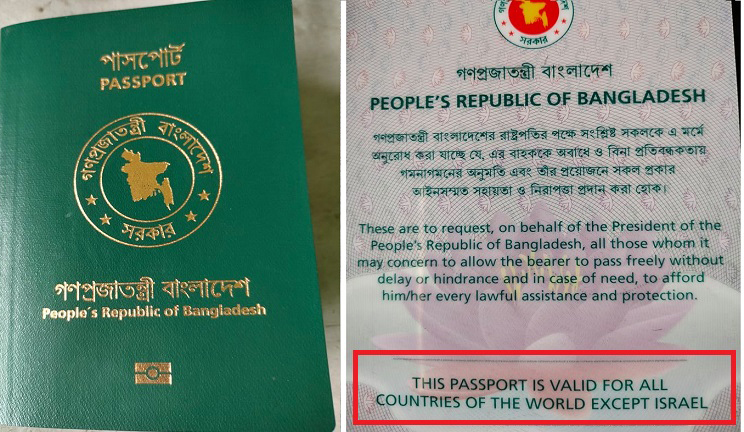 পাসপোর্ট
PASSPORT
গণপ্রজাতন্ত্রী বাংলাদেশ
সরকার
গণপ্রজাতন্ত্রী বাংলাদেশ
People's Republic of Bangladesh
সরকার
গণপ্রজাতন্ত্রী বাংলাদেশ
PEOPLE'S REPUBLIC OF BANGLADESH
গণপ্রজাতন্ত্রী বাংলাদেশের রাষ্ট্রপতির পক্ষে সংশ্লিষ্ট সকলকে এ মর্মে
অনুরোধ করা যাচ্ছে যে, এর বাহককে অবাধে ও বিনা প্রতিবন্ধকতায়
গমনাগমনের অনুমতি এবং তাঁর প্রয়োজনে সকল প্রকার
আইনসম্মত সহায়তা ও নিরাপত্তা প্রদান করা হোক।
These are to request, on behalf of the President of the
People's Republic of Bangladesh, all those whom it
may concern to allow the bearer to pass freely without
delay or hindrance and in case of need, to afford
him/her every lawful assistance and protection.
THIS PASSPORT IS VALID FOR ALL
COUNTRIES OF THE WORLD EXCEPT ISRAEL